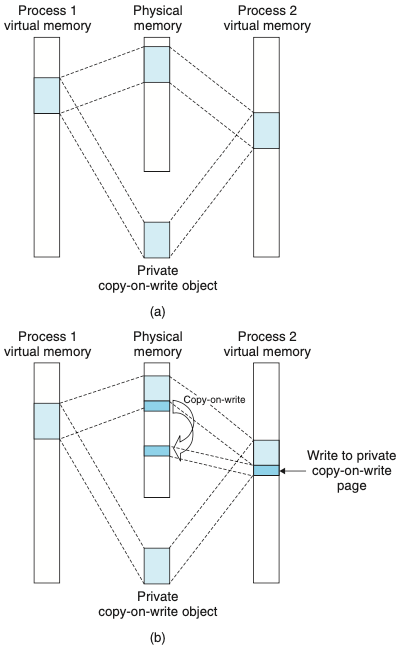 Process 1
virtual memory
Physical
memory
Process 2
virtual memory
Private
copy-on-write object
(a)
Process 1
virtual memory
Physical
memory
Process 2
virtual memory
Copy-on-write
Write to private
copy-on-write
page
Private
copy-on-write object
(b)